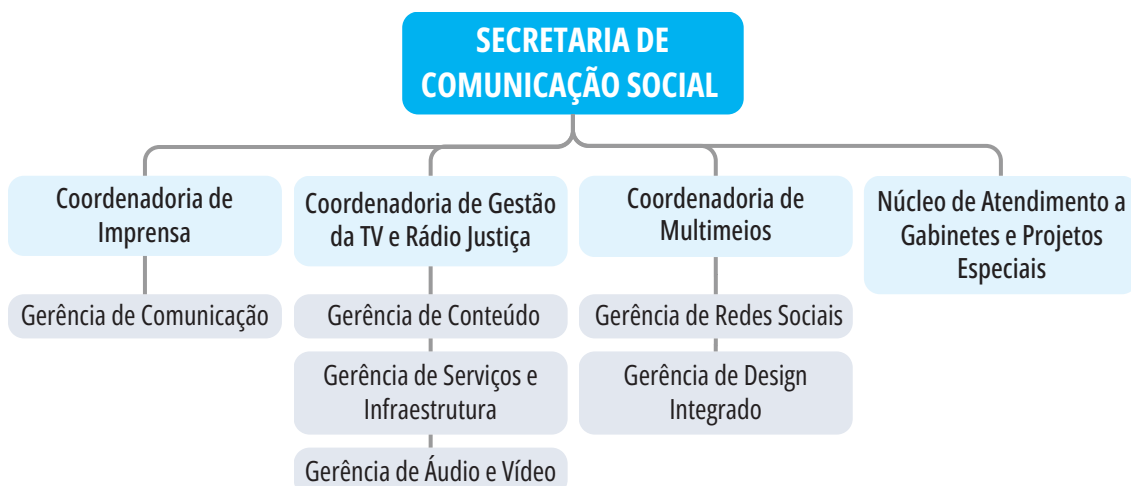 SECRETARIA DE
COMUNICAÇÃO SOCIAL
Coordenadoria de
Imprensa
Gerência de Comunicação
Coordenadoria de Gestão
da TV e Rádio Justiça
Gerência de Conteúdo
Gerência de Serviços e
Infraestrutura
Gerência de Áudio e Vídeo
Coordenadoria de
Multimeios
Gerência de Redes Sociais
Gerência de Design
Integrado
Núcleo de Atendimento a
Gabinetes e Projetos
Especiais